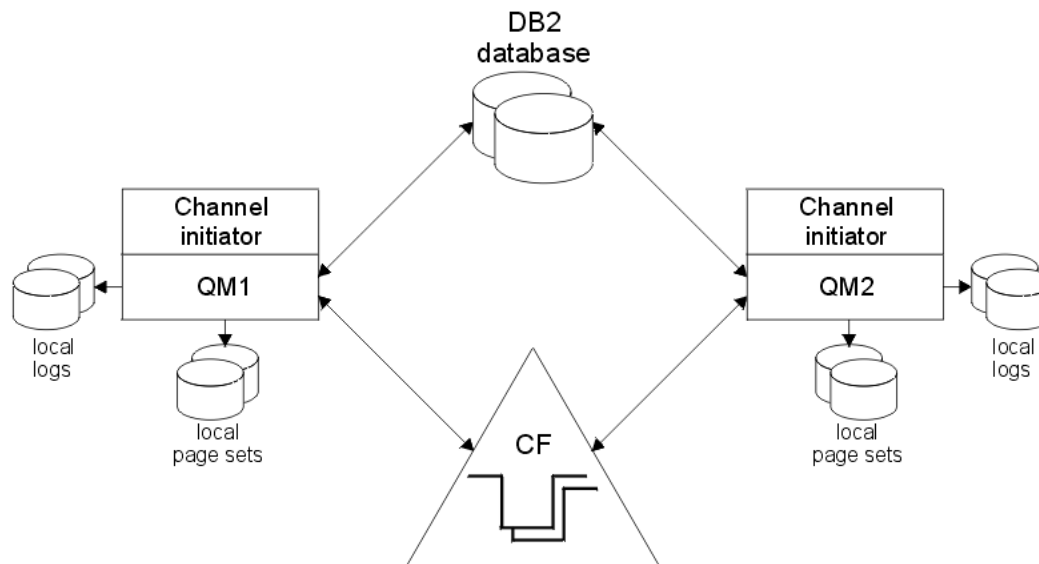 DB2
database
Channel
initiator
QM1
local
logs
local
page sets
Channel
initiator
QM2
local
page sets
local
logs
CF